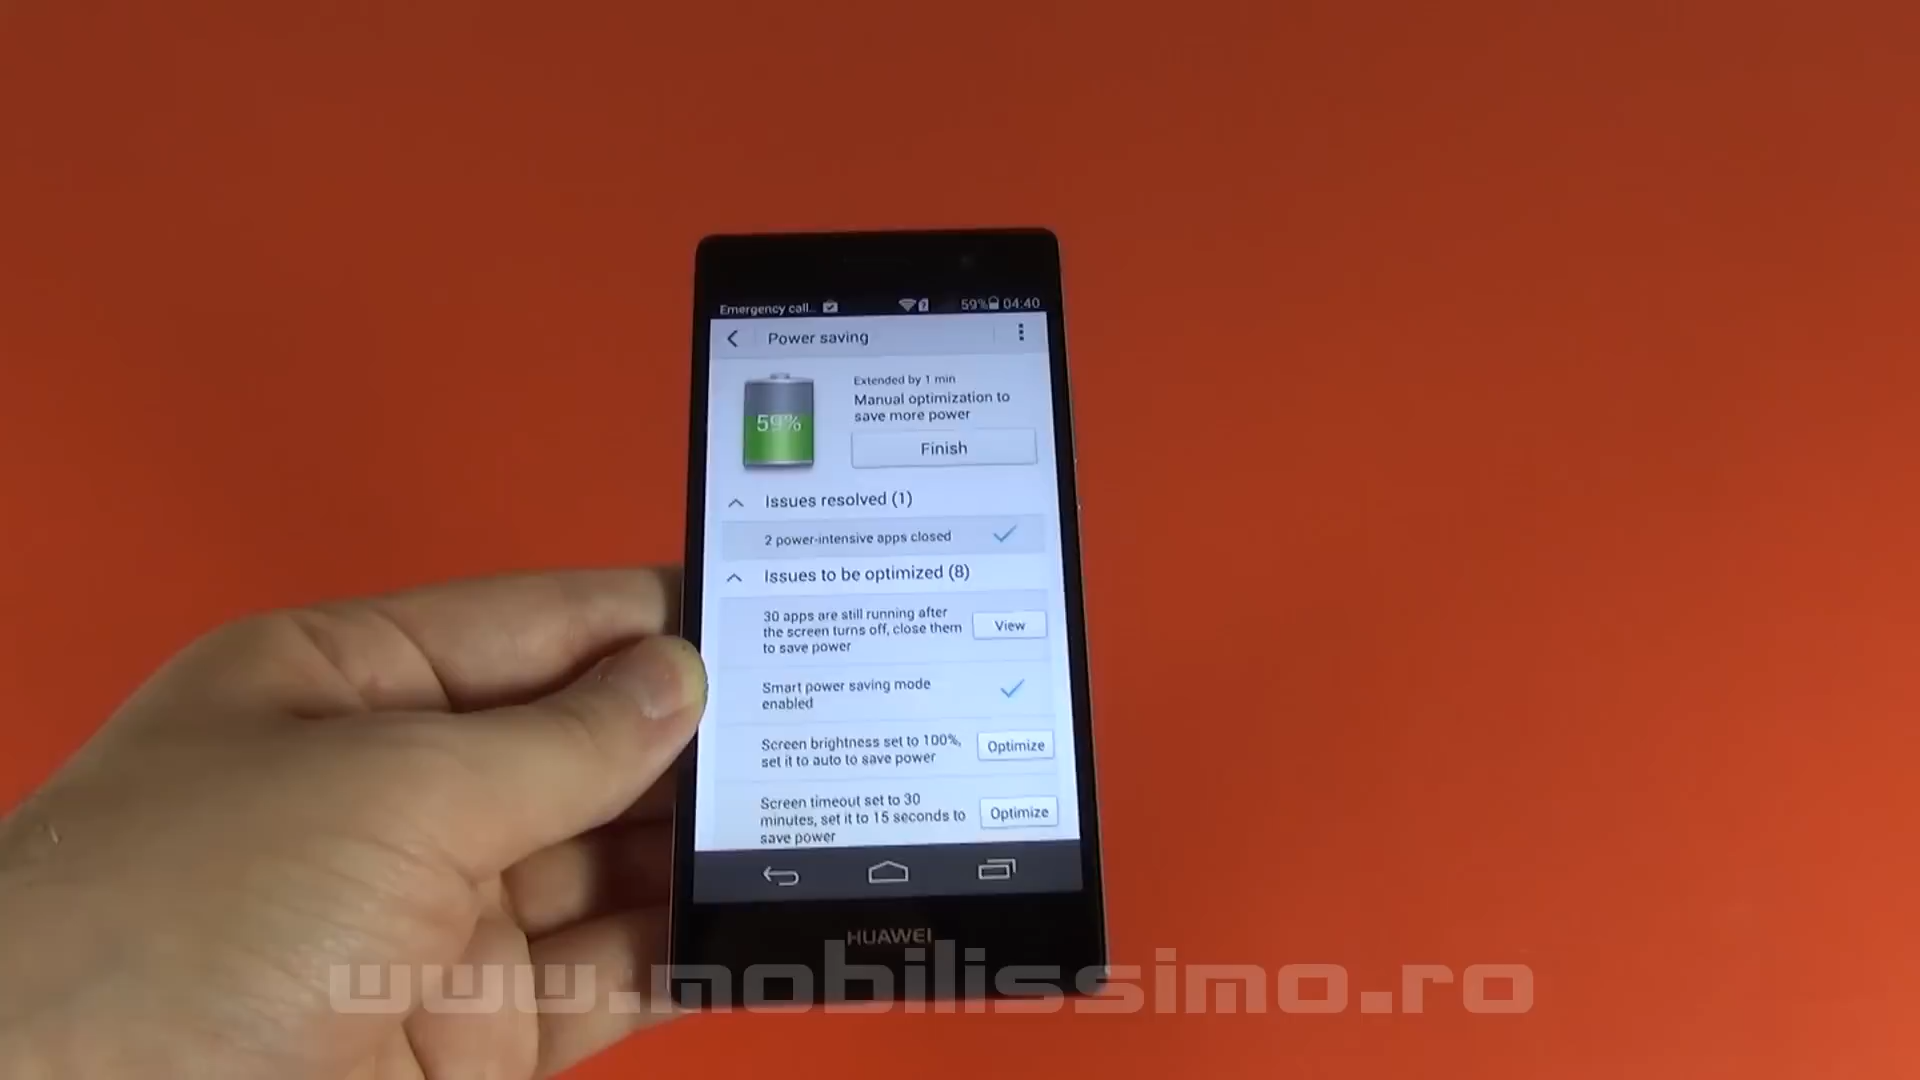 Emergency call...
59% 04:40
Power saving
Extended by 1 min
Manual optimization to
save more power
59%
Finish
Issues resolved (1)
2 power-intensive apps closed
Issues to be optimized (8)
30 apps are still running after
the screen turns off, close them
to save power
View
Smart power saving mode
enabled
Screen brightness set to 100%,
set it to auto to save power
Optimize
Screen timeout set to 30
minutes, set it to 15 seconds to
save power
Optimize
HUAWEI
www.mobilissimo.ro